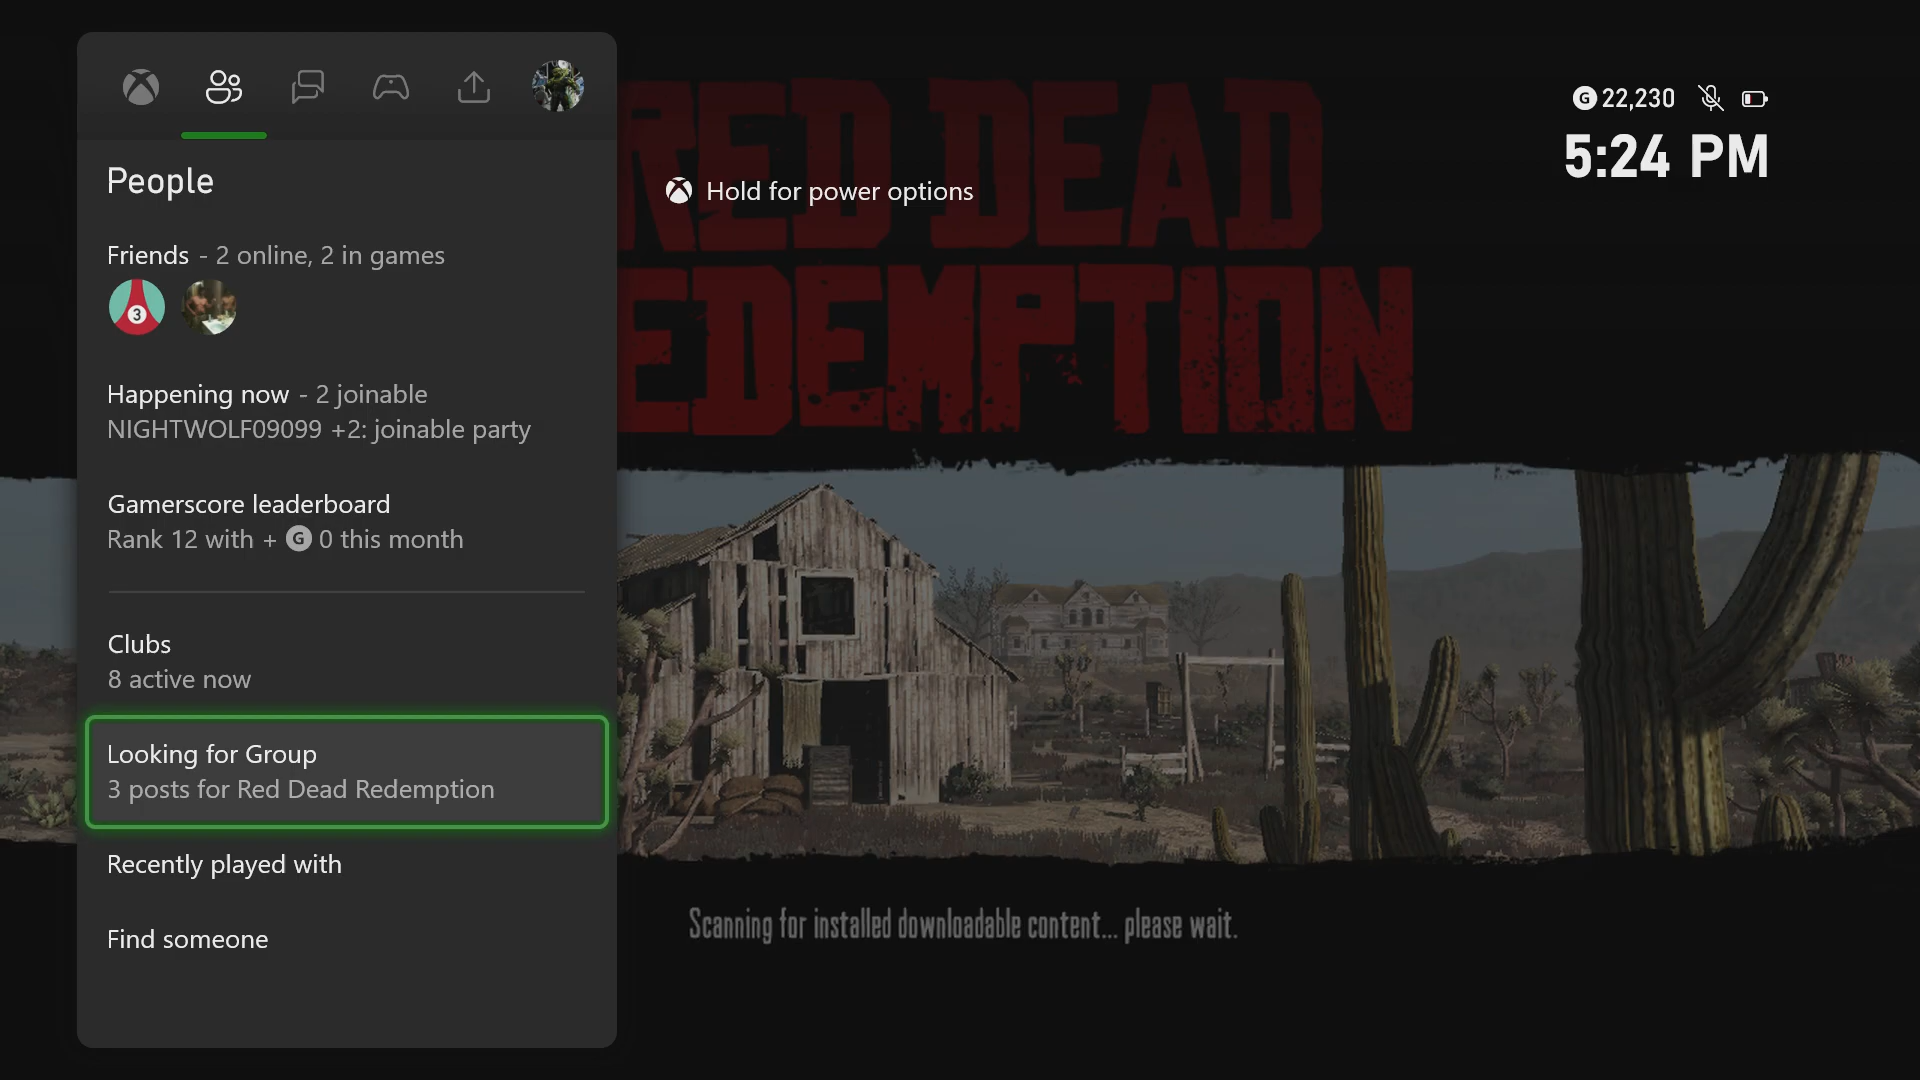 People
Friends - 2 online, 2 in games
3
Happening now - 2 joinable
NIGHTWOLF09099 +2: joinable party
Gamerscore leaderboard
Rank 12 with + G 0 this month
Clubs
8 active now
Looking for Group
3 posts for Red Dead Redemption
Recently played with
Find someone
Hold for power options
G 22,230
5:24 PM
RED DEAD
EDEMPTION
Scanning for installed downloadable content... please wait.